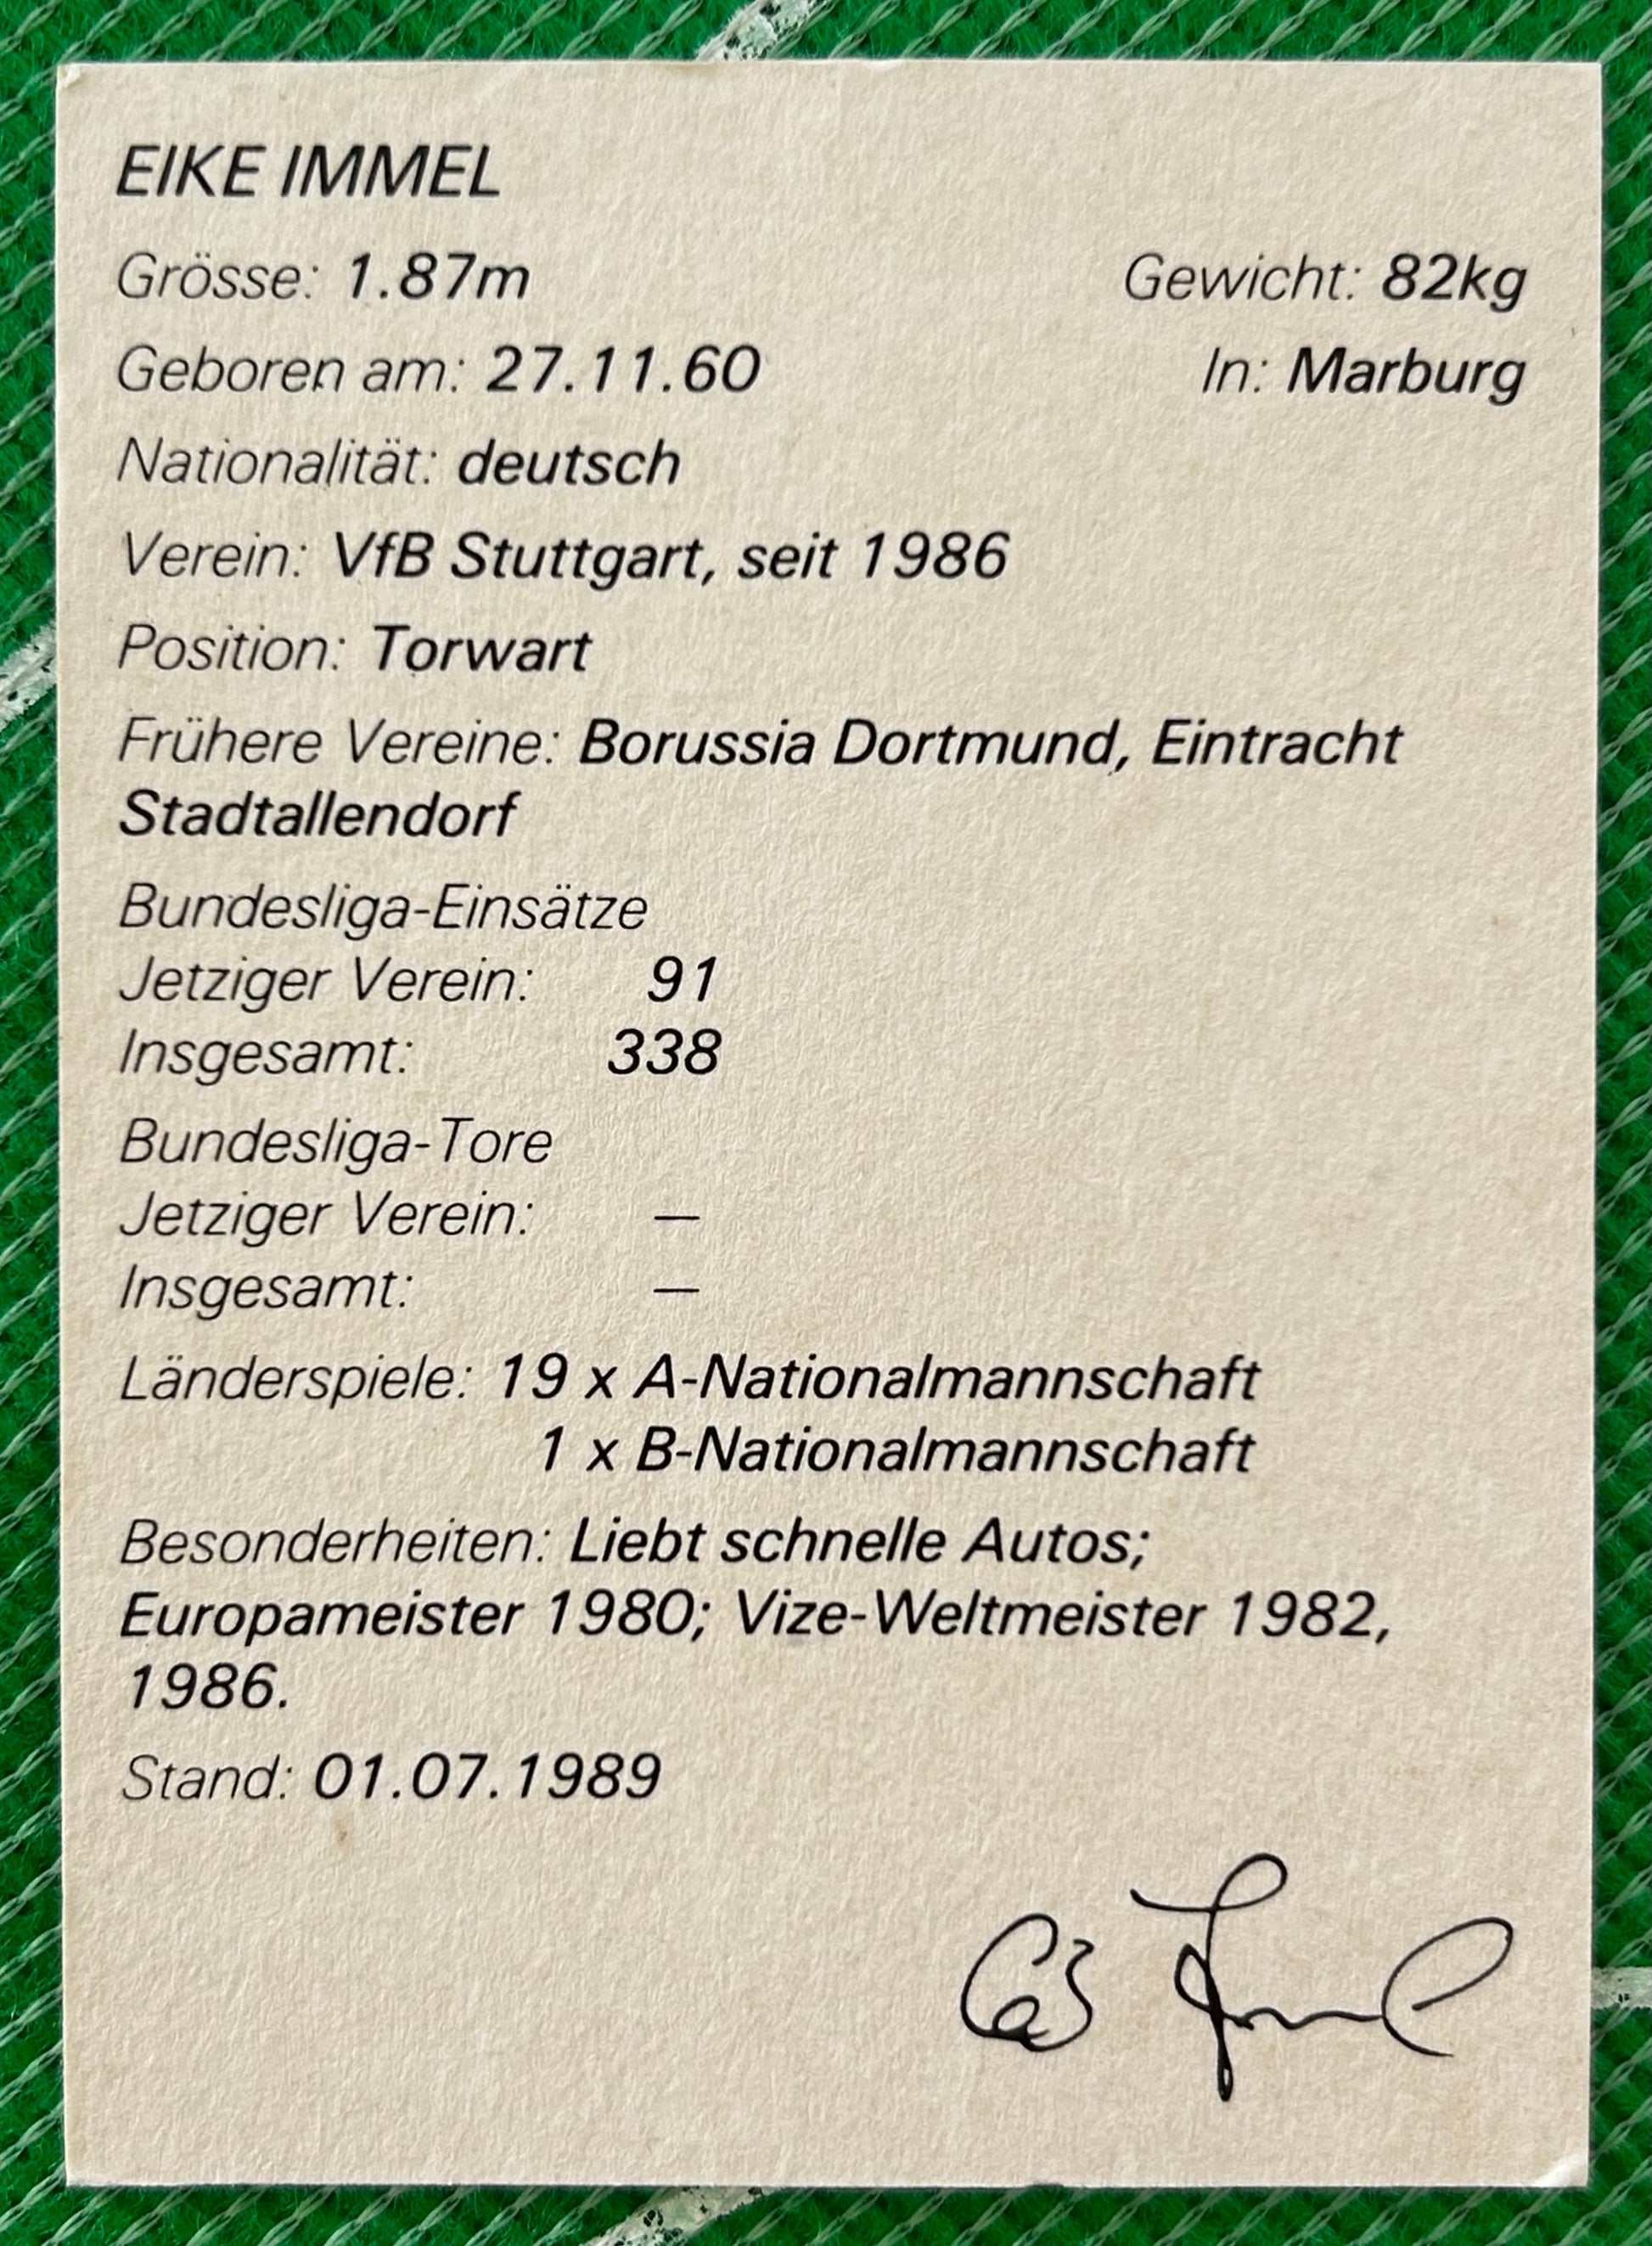 EIKE IMMEL
Grösse: 1.87m Gewicht: 82kg
Geboren am: 27.11.60 In: Marburg
Nationalität: deutsch
Verein: VfB Stuttgart, seit 1986
Position: Torwart
Frühere Vereine: Borussia Dortmund, Eintracht
Stadtallendorf
Bundesliga-Einsätze
Jetziger Verein: 91
Insgesamt: 338
Bundesliga-Tore
Jetziger Verein: —
Insgesamt: —
Länderspiele: 19 x A-Nationalmannschaft
1 x B-Nationalmannschaft
Besonderheiten: Liebt schnelle Autos;
Europameister 1980; Vize-Weltmeister 1982,
1986.
Stand: 01.07.1989